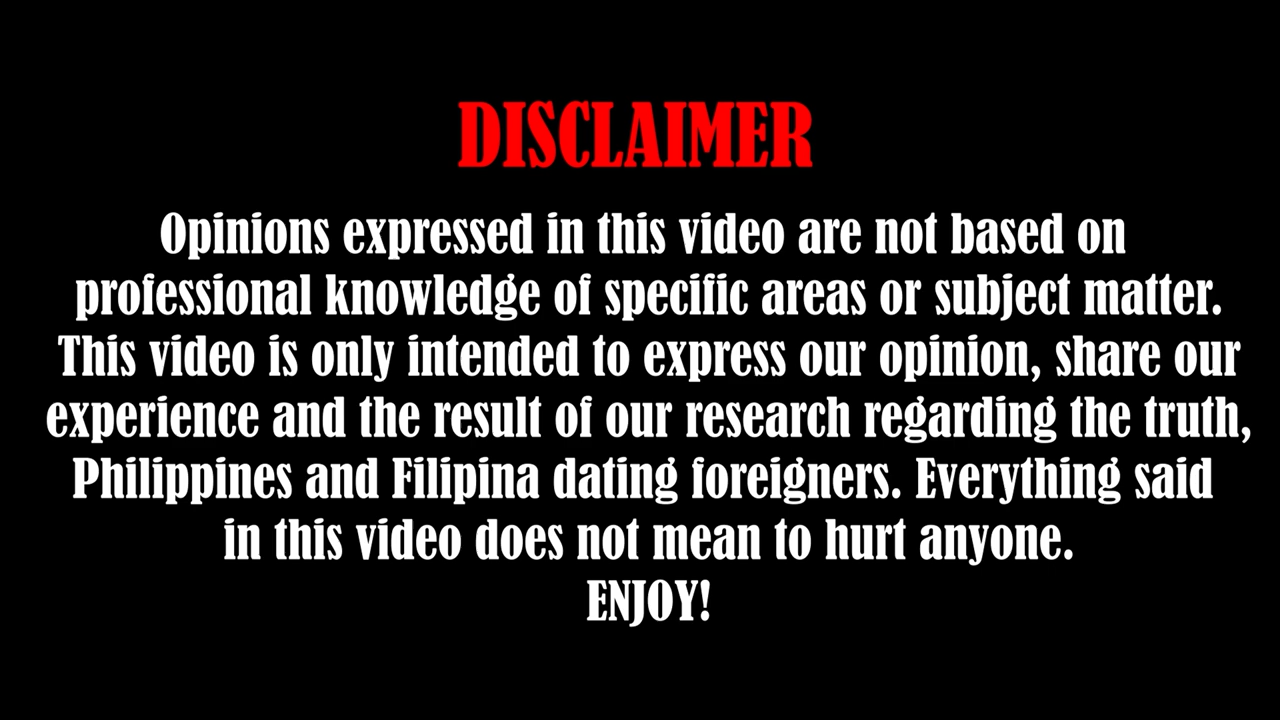 DISCLAIMER
Opinions expressed in this video are not based on
professional knowledge of specific areas or subject matter.
This video is only intended to express our opinion, share our
experience and the result of our research regarding the truth,
Philippines and Filipina dating foreigners. Everything said
in this video does not mean to hurt anyone.
ENJOY!